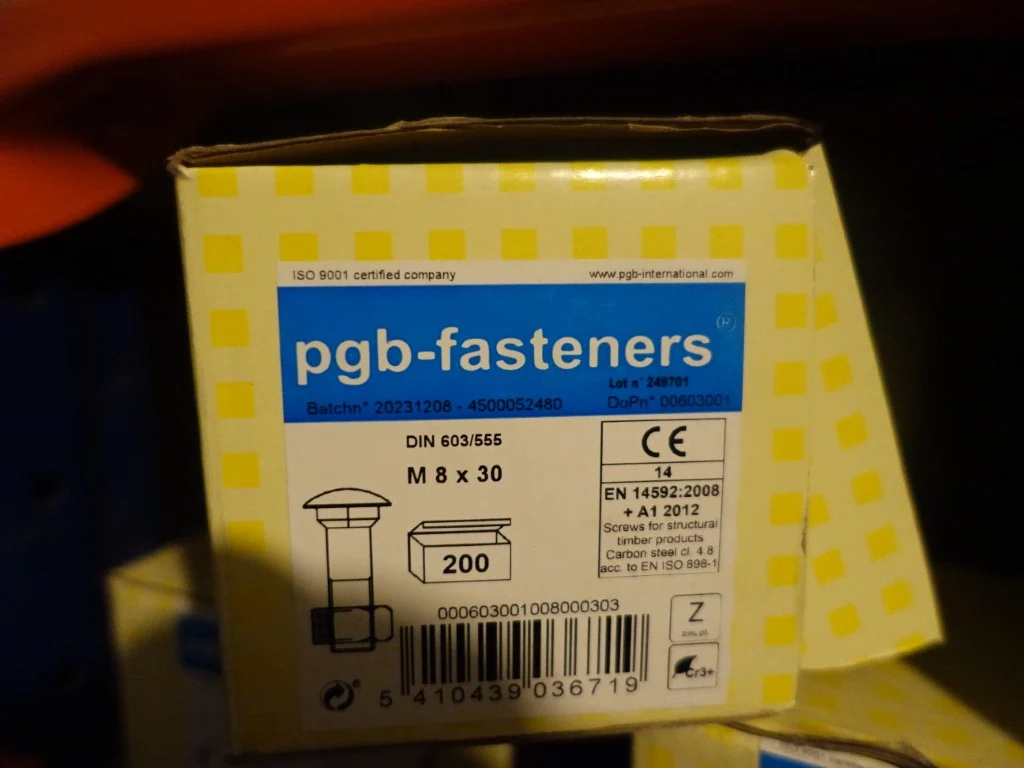 ISO 9001 certified company
www.pgb-international.com
pgb-fasteners®
Lot n° 249701
Batchn° 20231208 - 4500052480
DoPn° 00603001
DIN 603/555
M 8 x 30
200
CE
14
EN 14592:2008
+ A1 2012
Screws for structural
timber products
Carbon steel cl. 4.8
acc. to EN ISO 898-1
000603001008000303
5 410439 036719
Z
zinc pl.
Cr3+